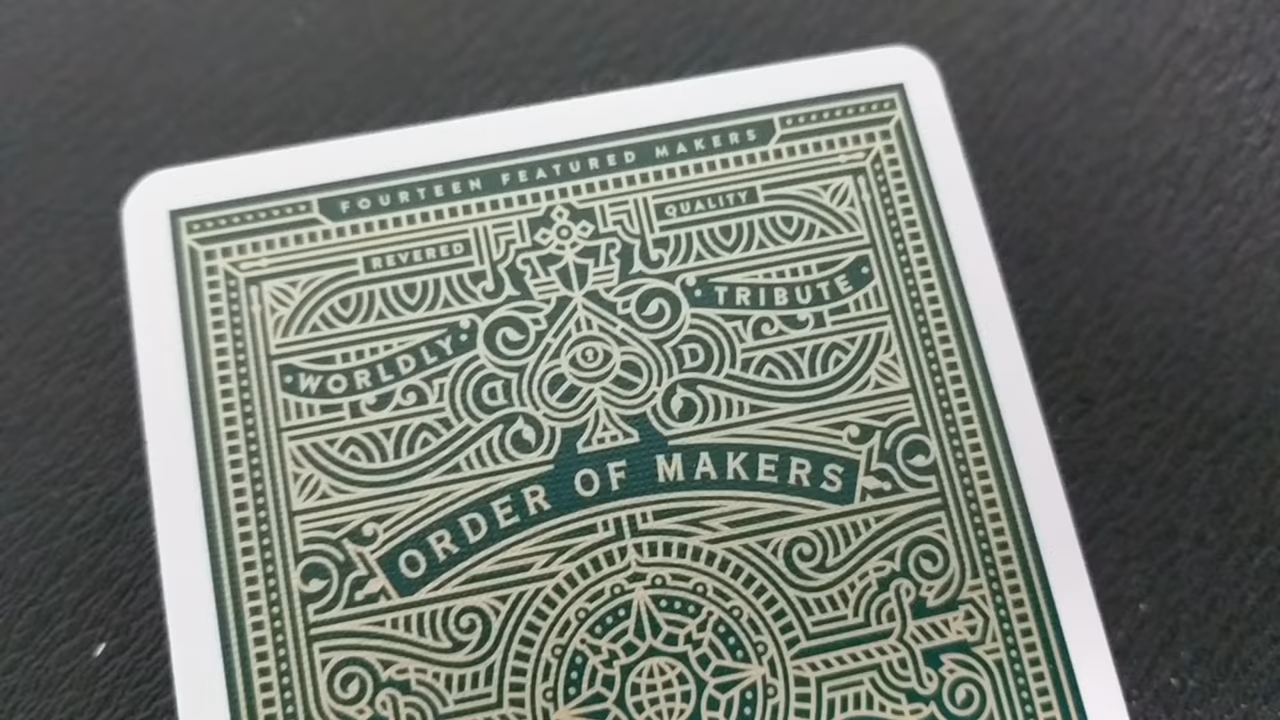 FOURTEEN FEATURED MAKERS
REVERED
QUALITY
WORLDLY
TRIBUTE
D
D
ORDER OF MAKERS